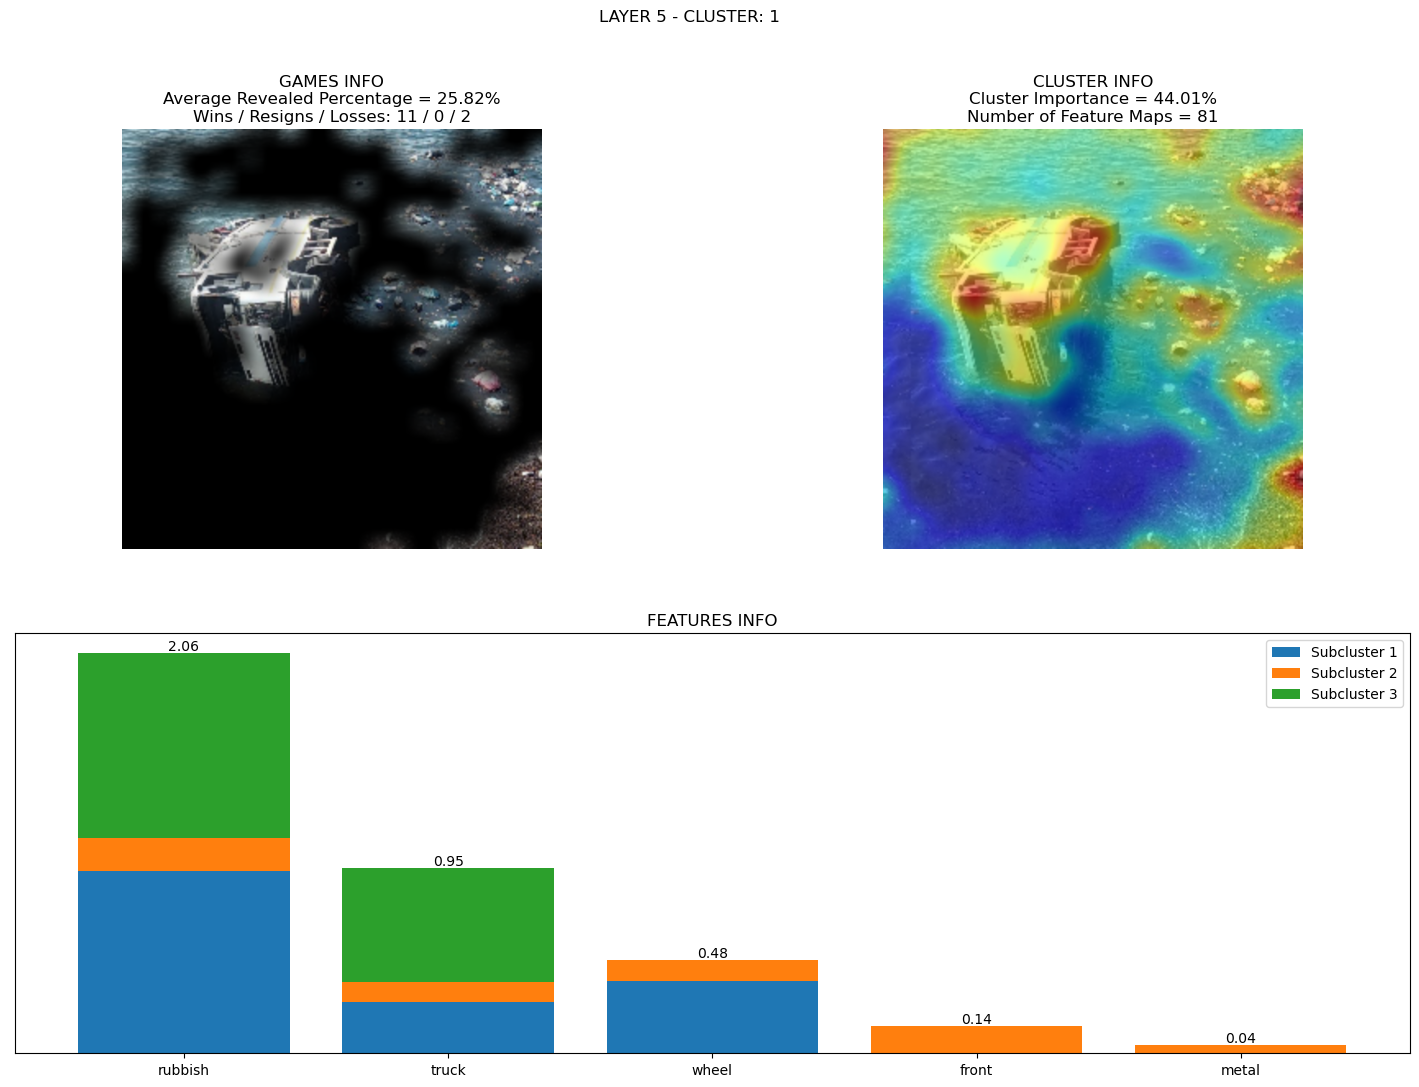 LAYER 5 - CLUSTER: 1
GAMES INFO
Average Revealed Percentage = 25.82%
Wins / Resigns / Losses: 11 / 0 / 2
CLUSTER INFO
Cluster Importance = 44.01%
Number of Feature Maps = 81
FEATURES INFO
2.06
0.95
0.48
0.14
0.04
Subcluster 1
Subcluster 2
Subcluster 3
rubbish
truck
wheel
front
metal